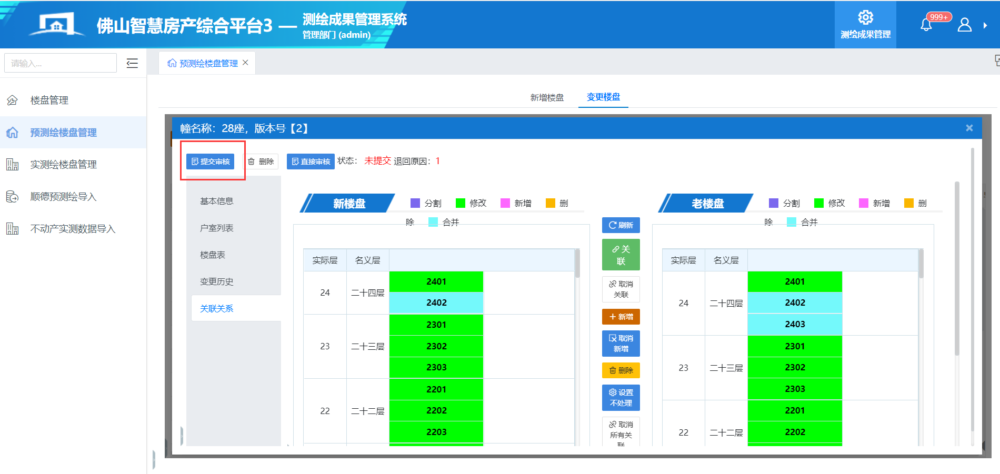 佛山智慧房产综合平台3 — 测绘成果管理系统
管理部门 (admin)
测绘成果管理
999+
请输入...
预测绘楼盘管理
楼盘管理
预测绘楼盘管理
实测绘楼盘管理
顺德预测绘导入
不动产实测数据导入
新增楼盘 变更楼盘
幢名称：28座，版本号【2】
提交审核 删除 直接审核 状态： 未提交 退回原因：1
基本信息
户室列表
楼盘表
变更历史
关联关系
新楼盘 分割 修改 新增 删
除 合并
实际层 名义层
24 二十四层
2401
2402
23 二十三层
2301
2302
2303
22 二十二层
2201
2202
2203
刷新
关
联
取消
关联
新增
取消
新增
删除
设置
不处理
取消
所有关
联
老楼盘 分割 修改 新增 删
除 合并
实际层 名义层
24 二十四层
2401
2402
2403
23 二十三层
2301
2302
2303
22 二十二层
2201
2202